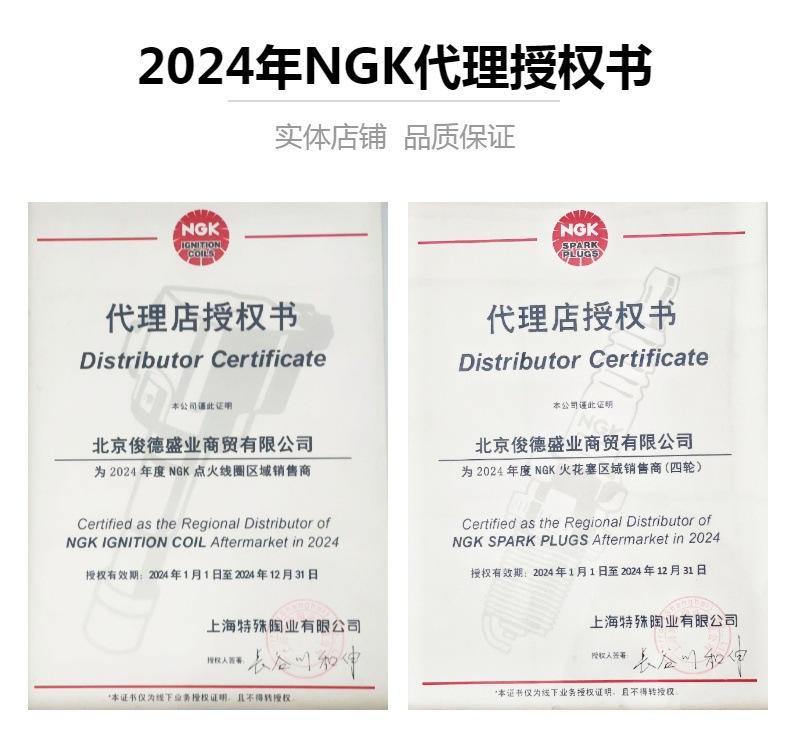 2024年NGK代理授权书
实体店铺 品质保证
NGK
IGNITION
COILS
代理店授权书
Distributor Certificate
本公司谨此证明
北京俊德盛业商贸有限公司
为 2024 年度 NGK 点火线圈区域销售商
Certified as the Regional Distributor of
NGK IGNITION COIL Aftermarket in 2024
授权有效期：2024 年 1 月 1 日至 2024 年 12 月 31 日
上海特殊陶业有限公司
授权人签署：长谷川和伸
*本证书仅为线下业务授权证明，且不得转授权.
NGK
SPARK
PLUGS
代理店授权书
Distributor Certificate
本公司谨此证明
NGK
北京俊德盛业商贸有限公司
为 2024 年度 NGK 火花塞区域销售商(四轮)
Certified as the Regional Distributor of
NGK SPARK PLUGS Aftermarket in 2024
授权有效期：2024 年 1 月 1 日至 2024 年 12 月 31 日
上海特殊陶业有限公司
授权人签署：长谷川和伸
*本证书仅为线下业务授权证明，且不得转授权.